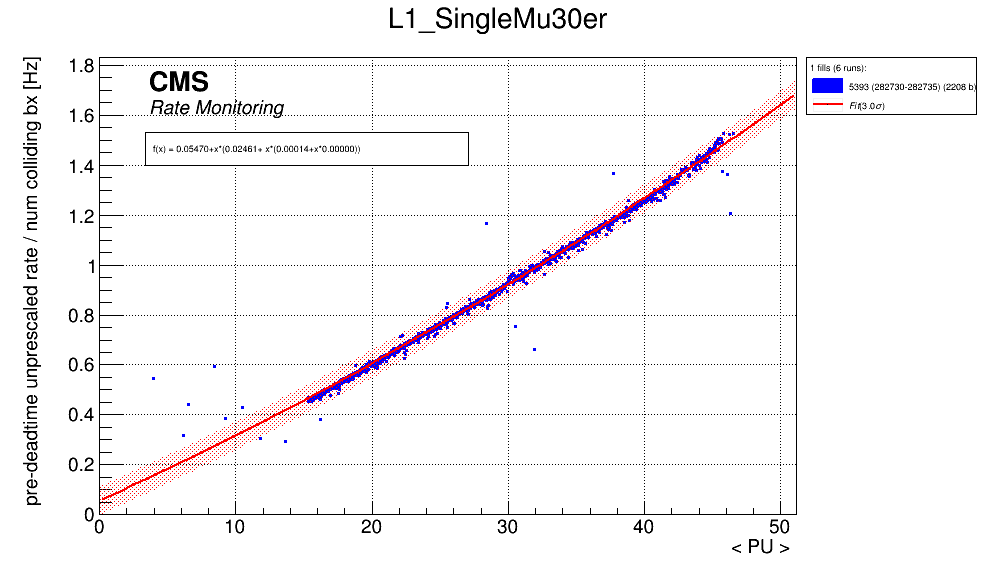 L1_SingleMu30er
pre-deadtime unprescaled rate / num colliding bx [Hz]
1.8
1.6
1.4
1.2
1
0.8
0.6
0.4
0.2
0
CMS
Rate Monitoring
f(x) = 0.05470+x*(0.02461+ x*(0.00014+x*0.00000))
0 10 20 30 40 50
< PU >
1 fills (6 runs):
5393 (282730-282735) (2208 b)
Fit(3.0σ)